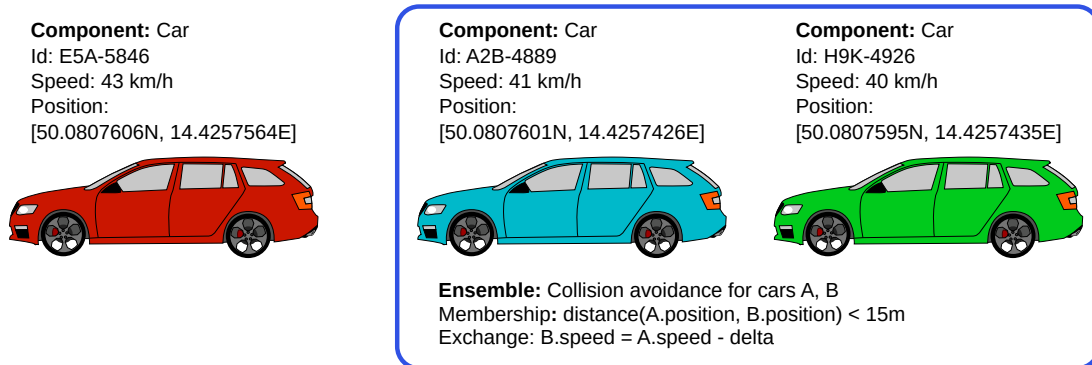 Component: Car
Id: E5A-5846
Speed: 43 km/h
Position:
[50.0807606N, 14.4257564E]
Component: Car
Id: A2B-4889
Speed: 41 km/h
Position:
[50.0807601N, 14.4257426E]
Component: Car
Id: H9K-4926
Speed: 40 km/h
Position:
[50.0807595N, 14.4257435E]
Ensemble: Collision avoidance for cars A, B
Membership: distance(A.position, B.position) < 15m
Exchange: B.speed = A.speed - delta